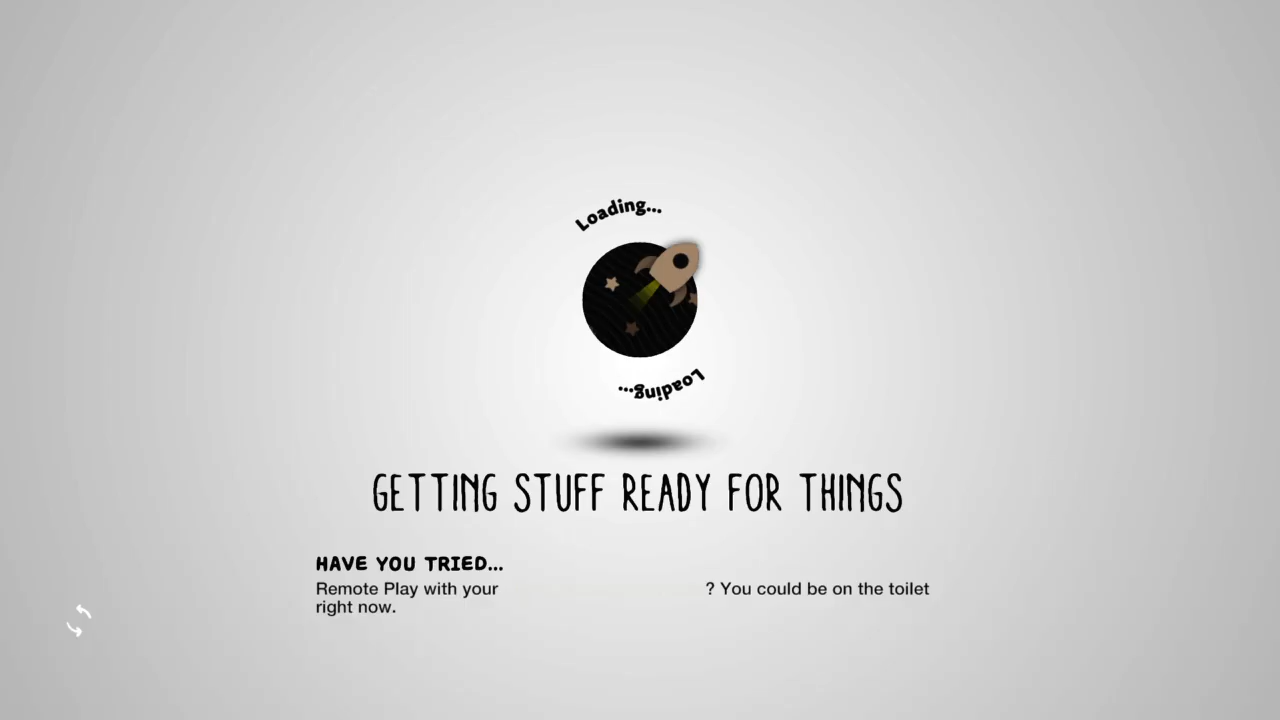 Loading...
Loading...
GETTING STUFF READY FOR THINGS
HAVE YOU TRIED...
Remote Play with your ? You could be on the toilet
right now.